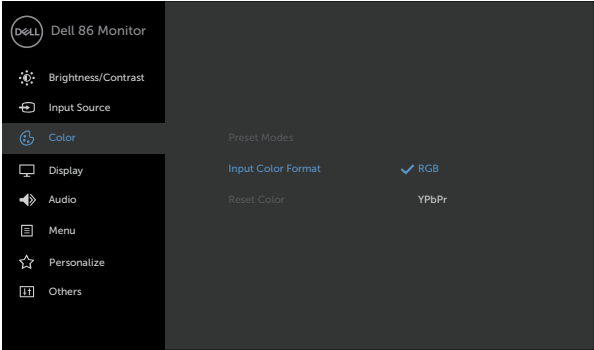 DELL Dell 86 Monitor
Brightness/Contrast
Input Source
Color
Preset Modes
Input Color Format RGB
Display
Reset Color YPbPr
Audio
Menu
Personalize
Others